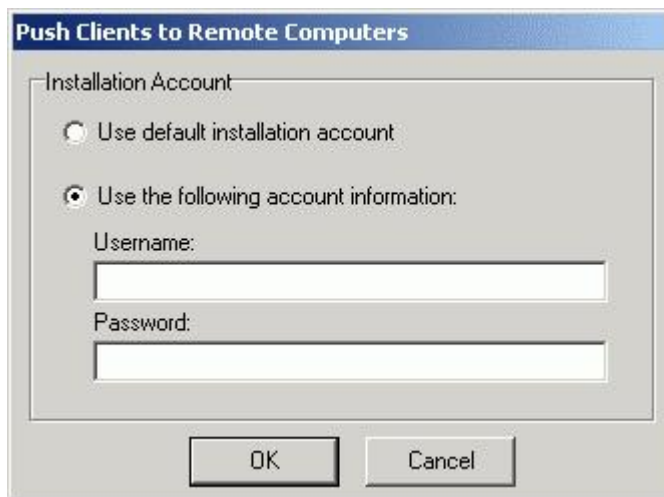 Push Clients to Remote Computers
Installation Account
Use default installation account
Use the following account information:
Username:
Password:
OK
Cancel